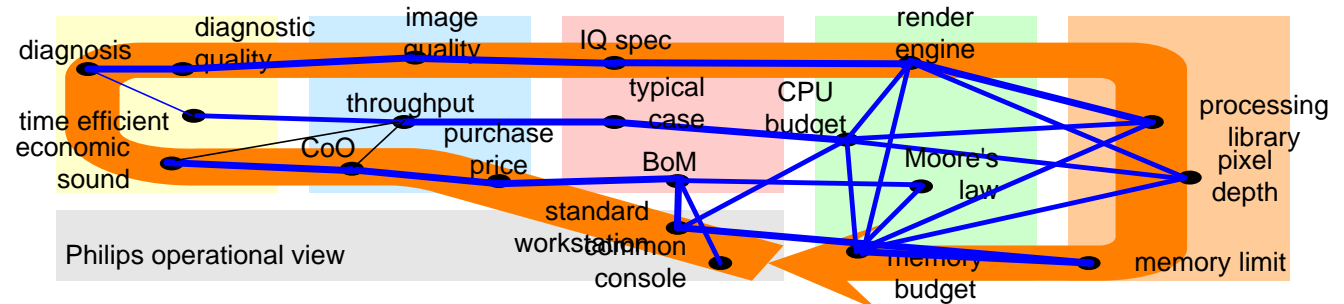 diagnosis
diagnostic
quality
image
quality
IQ spec
render
engine
time efficient
throughput
typical
case
CPU
budget
processing
library
economic
sound
CoO
purchase
price
BoM
Moore's
law
pixel
depth
Philips operational view
standard
workstation
common
console
memory
budget
memory limit